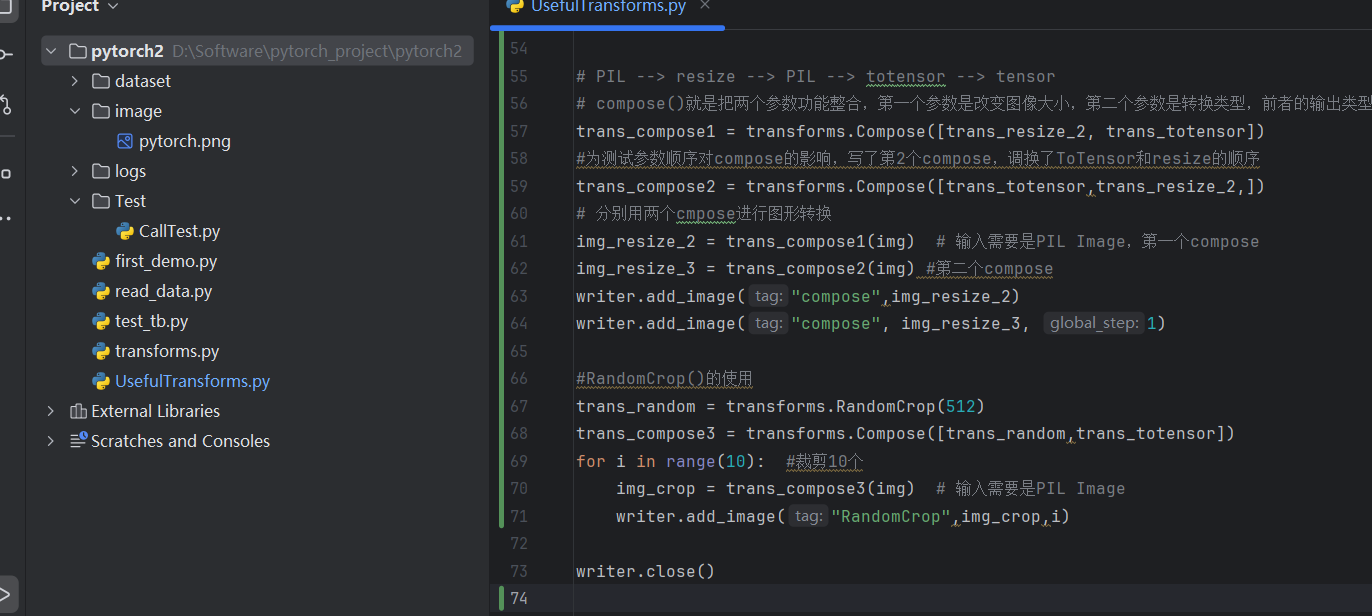 Project
pytorch2 D:\Software\pytorch_project\pytorch2
dataset
image
pytorch.png
logs
Test
CallTest.py
first_demo.py
read_data.py
test_tb.py
transforms.py
UsefulTransforms.py
External Libraries
Scratches and Consoles
UsefulTransforms.py
54
55 # PIL --> resize --> PIL --> totensor --> tensor
56 # compose()就是把两个参数功能整合，第一个参数是改变图像大小，第二个参数是转换类型，前者的输出类型
57 trans_compose1 = transforms.Compose([trans_resize_2, trans_totensor])
58 #为测试参数顺序对compose的影响，写了第2个compose，调换了ToTensor和resize的顺序
59 trans_compose2 = transforms.Compose([trans_totensor,trans_resize_2,])
60 # 分别用两个cmpose进行图形转换
61 img_resize_2 = trans_compose1(img) # 输入需要是PIL Image，第一个compose
62 img_resize_3 = trans_compose2(img) #第二个compose
63 writer.add_image( tag: "compose",img_resize_2)
64 writer.add_image( tag: "compose", img_resize_3, global_step: 1)
65
66 #RandomCrop()的使用
67 trans_random = transforms.RandomCrop(512)
68 trans_compose3 = transforms.Compose([trans_random,trans_totensor])
69 for i in range(10): #裁剪10个
70 img_crop = trans_compose3(img) # 输入需要是PIL Image
71 writer.add_image( tag: "RandomCrop",img_crop,i)
72
73 writer.close()
74